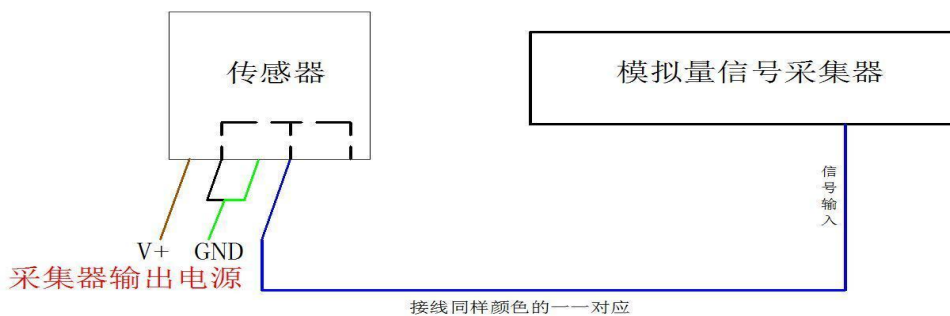 传感器
模拟量信号采集器
信号输入
V+ GND
采集器输出电源
接线同样颜色的一一对应